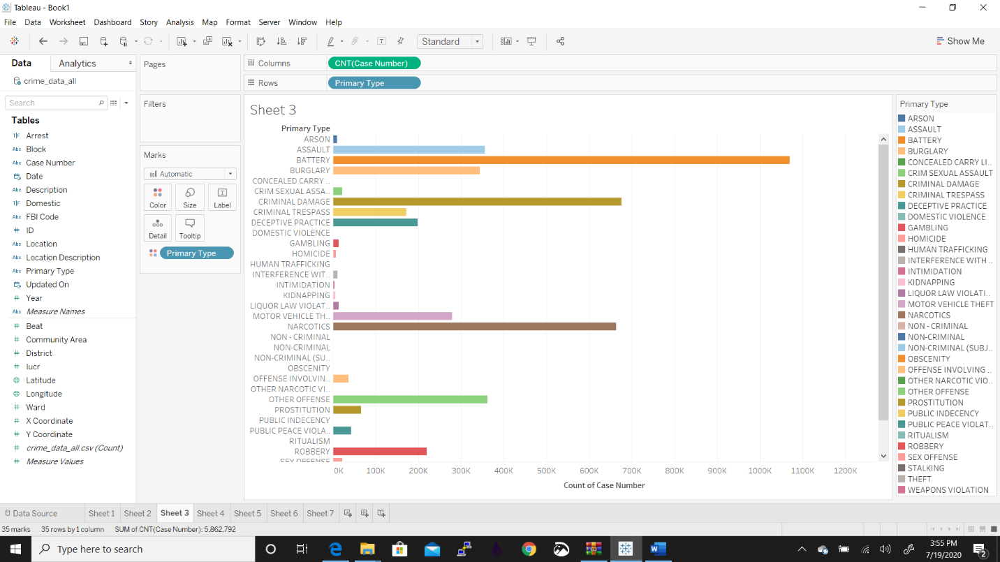 Tableau - Book1
File Data Worksheet Dashboard Story Analysis Map Format Server Window Help
Standard
Show Me
Data Analytics
crime_data_all
Search
Tables
T|F Arrest
Abc Block
Abc Case Number
Date
Abc Description
T|F Domestic
Abc FBI Code
# ID
Abc Location
Abc Location Description
Abc Primary Type
Updated On
# Year
Abc Measure Names
# Beat
# Community Area
# District
# Iucr
Latitude
Longitude
# Ward
# X Coordinate
# Y Coordinate
# crime_data_all.csv (Count)
# Measure Values
Pages
Filters
Marks
Automatic
Color Size Label
Detail Tooltip
Primary Type
Columns CNT(Case Number)
Rows Primary Type
Sheet 3
Primary Type
ARSON
ASSAULT
BATTERY
BURGLARY
CONCEALED CARRY ..
CRIM SEXUAL ASSA..
CRIMINAL DAMAGE
CRIMINAL TRESPASS
DECEPTIVE PRACTICE
DOMESTIC VIOLENCE
GAMBLING
HOMICIDE
HUMAN TRAFFICKING
INTERFERENCE WIT..
INTIMIDATION
KIDNAPPING
LIQUOR LAW VIOLAT..
MOTOR VEHICLE TH..
NARCOTICS
NON - CRIMINAL
NON-CRIMINAL
NON-CRIMINAL (SU..
OBSCENITY
OFFENSE INVOLVIN..
OTHER NARCOTIC VI..
OTHER OFFENSE
PROSTITUTION
PUBLIC INDECENCY
PUBLIC PEACE VIOLA..
RITUALISM
ROBBERY
SEX OFFENSE
0K 100K 200K 300K 400K 500K 600K 700K 800K 900K 1000K 1100K 1200K
Count of Case Number
Primary Type
ARSON
ASSAULT
BATTERY
BURGLARY
CONCEALED CARRY LI..
CRIM SEXUAL ASSAULT
CRIMINAL DAMAGE
CRIMINAL TRESPASS
DECEPTIVE PRACTICE
DOMESTIC VIOLENCE
GAMBLING
HOMICIDE
HUMAN TRAFFICKING
INTERFERENCE WITH ..
INTIMIDATION
KIDNAPPING
LIQUOR LAW VIOLATI..
MOTOR VEHICLE THEFT
NARCOTICS
NON - CRIMINAL
NON-CRIMINAL
NON-CRIMINAL (SUBJ..
OBSCENITY
OFFENSE INVOLVING ..
OTHER NARCOTIC VIO..
OTHER OFFENSE
PROSTITUTION
PUBLIC INDECENCY
PUBLIC PEACE VIOLAT..
RITUALISM
ROBBERY
SEX OFFENSE
STALKING
THEFT
WEAPONS VIOLATION
Data Source Sheet 1 Sheet 2 Sheet 3 Sheet 4 Sheet 5 Sheet 6 Sheet 7
35 marks 35 rows by 1 column SUM of CNT(Case Number): 5,862,792
Type here to search
3:55 PM
7/19/2020
2